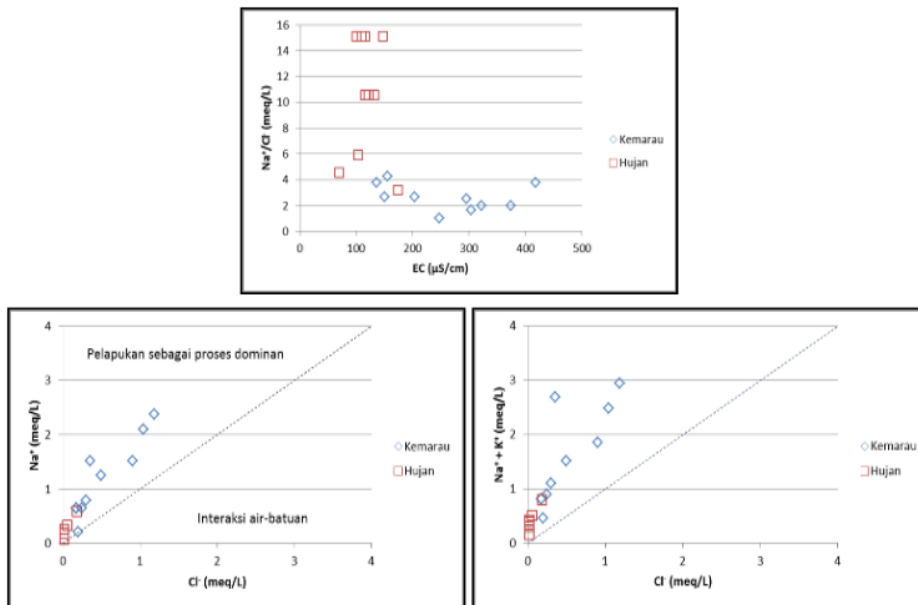 16
14
12
10
8
6
4
2
0
Na⁺/Cl⁻ (meq/L)
0 100 200 300 400 500
EC (µS/cm)
Kemarau
Hujan
4
3
2
1
0
Na⁺ (meq/L)
Pelapukan sebagai proses dominan
Interaksi air-batuan
0 1 2 3 4
Cl⁻ (meq/L)
Kemarau
Hujan
4
3
2
1
0
Na⁺ + K⁺ (meq/L)
0 1 2 3 4
Cl⁻ (meq/L)
Kemarau
Hujan